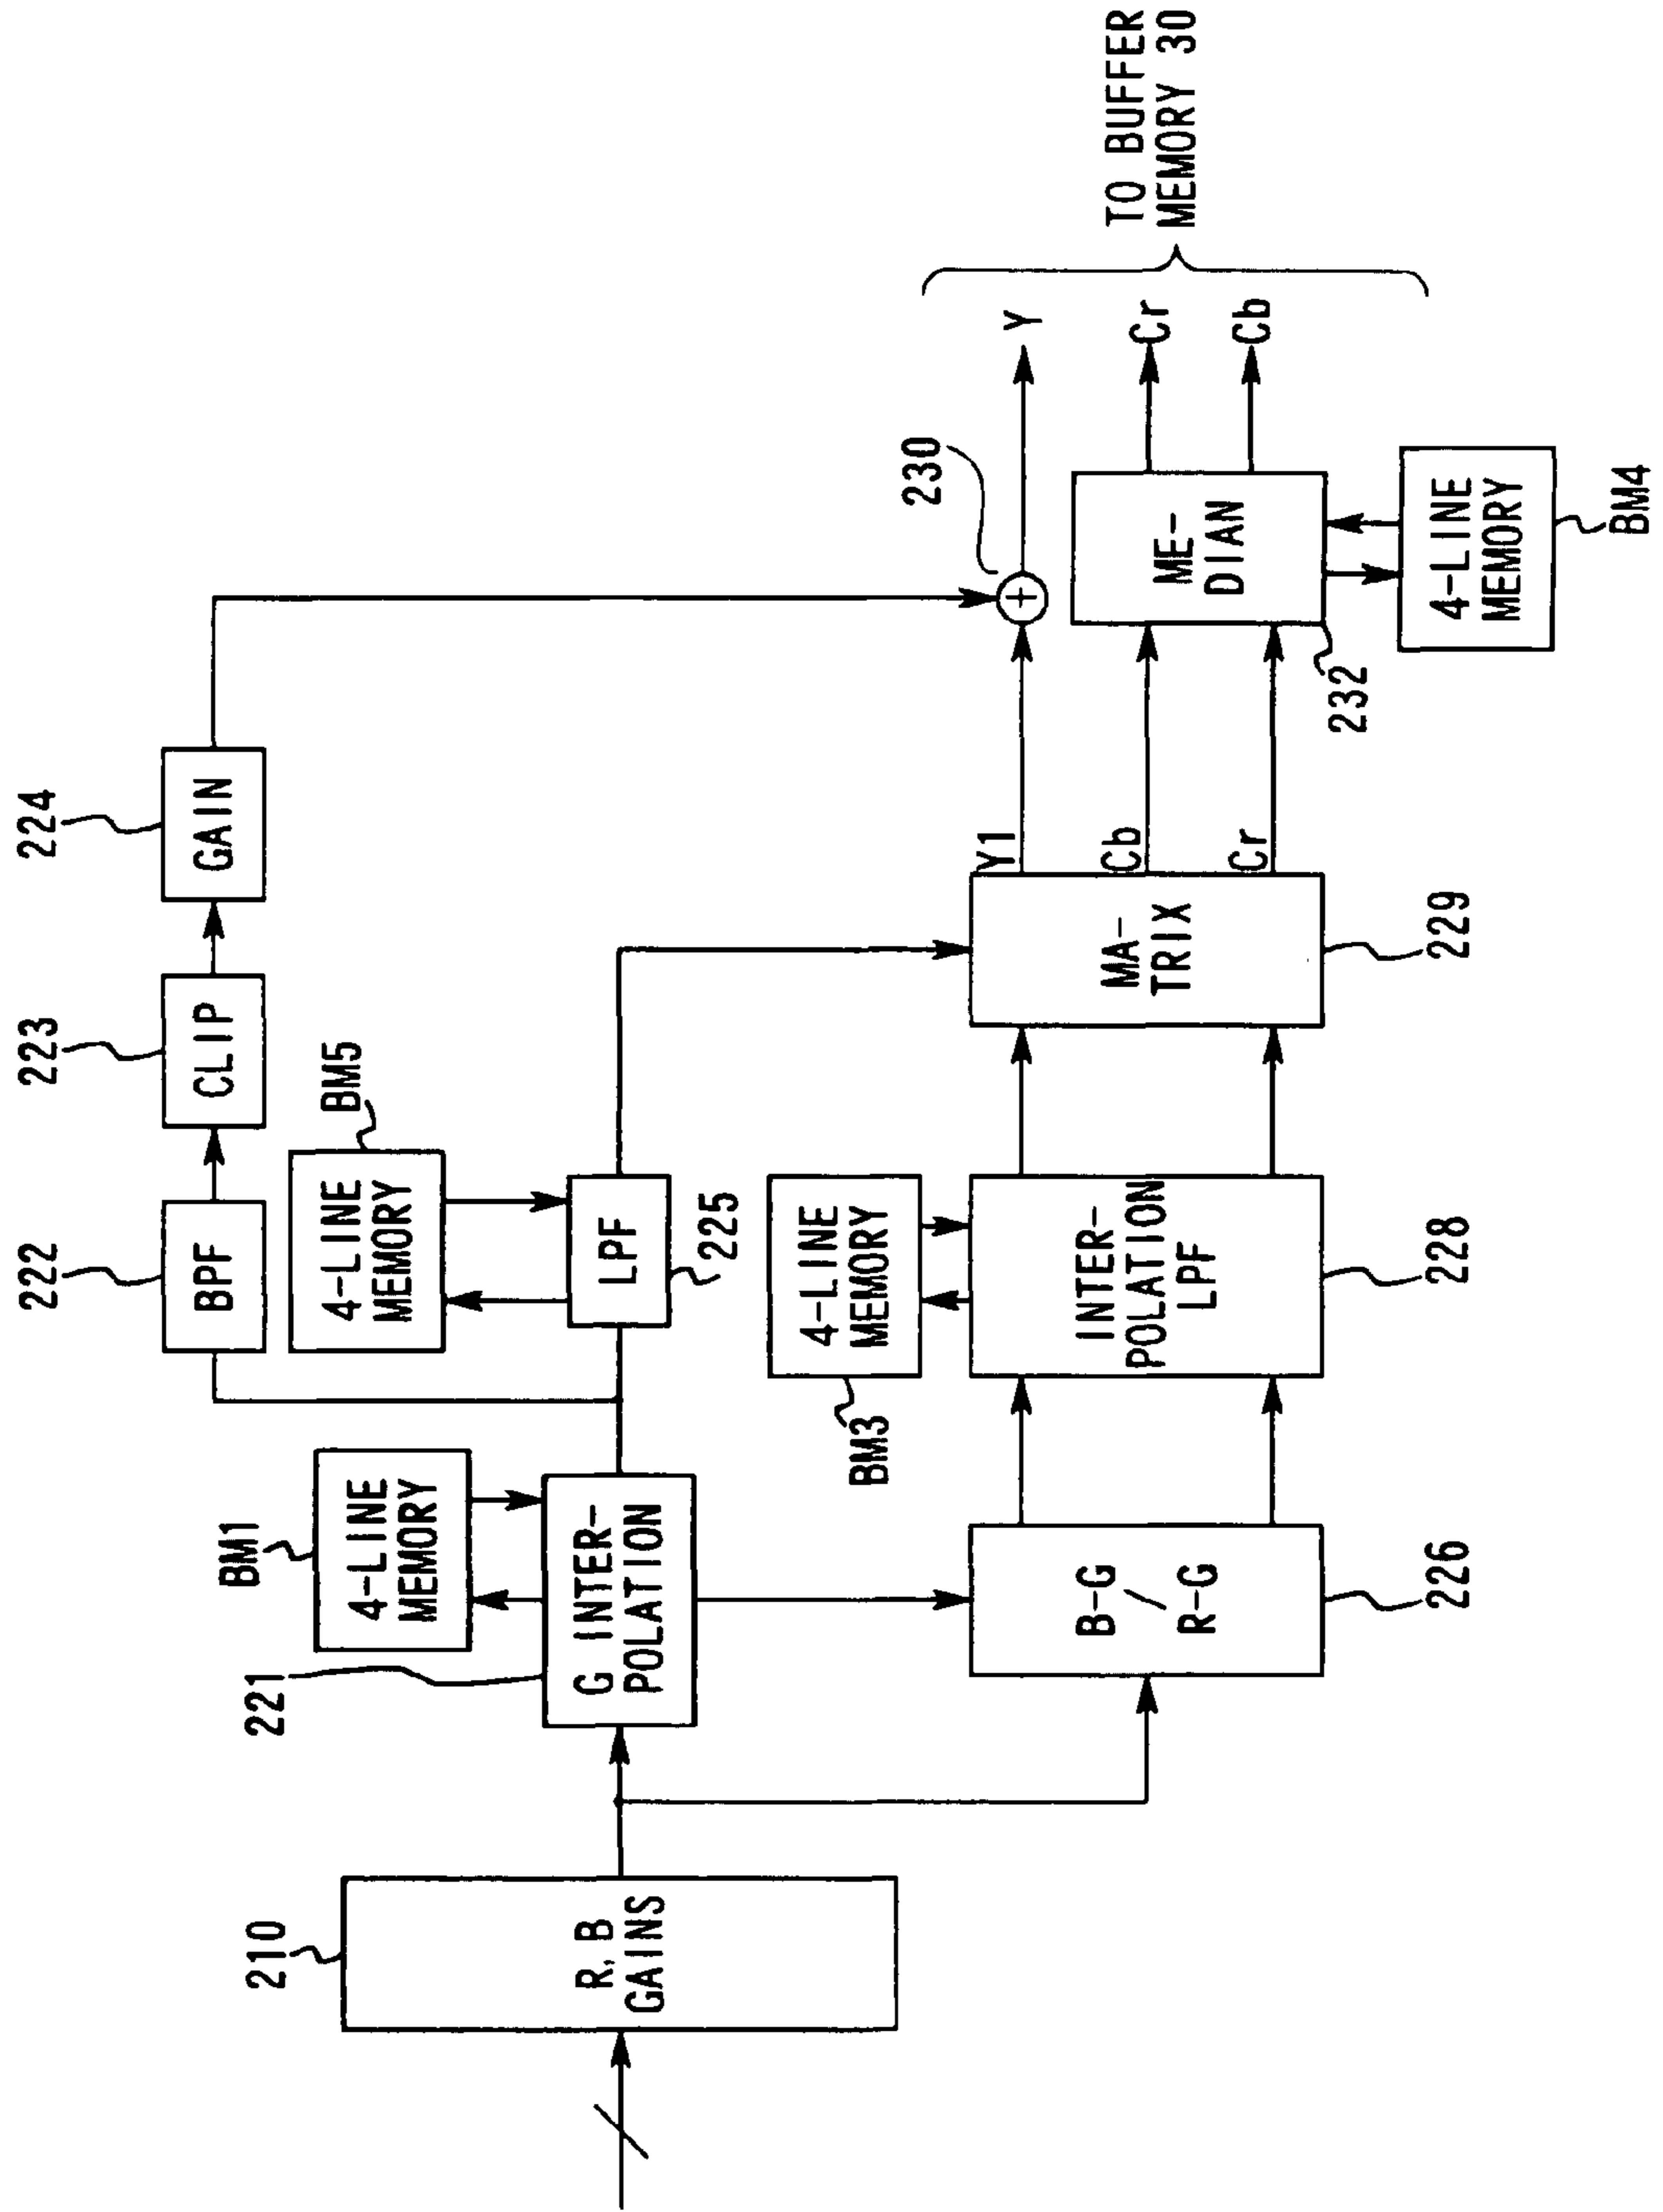 222
223
224
BPF
CLIP
GAIN
BM1
4-LINE
MEMORY
BM5
4-LINE
MEMORY
210
R, B
GAINS
221
G INTER-
POLATION
LPF
225
BM3
4-LINE
MEMORY
230
Y
B-G
/
R-G
226
INTER-
POLATION
LPF
228
MA-
TRIX
229
Y1
Cb
Cr
ME-
DIAN
232
Cr
Cb
4-LINE
MEMORY
BM4
TO BUFFER
MEMORY 30